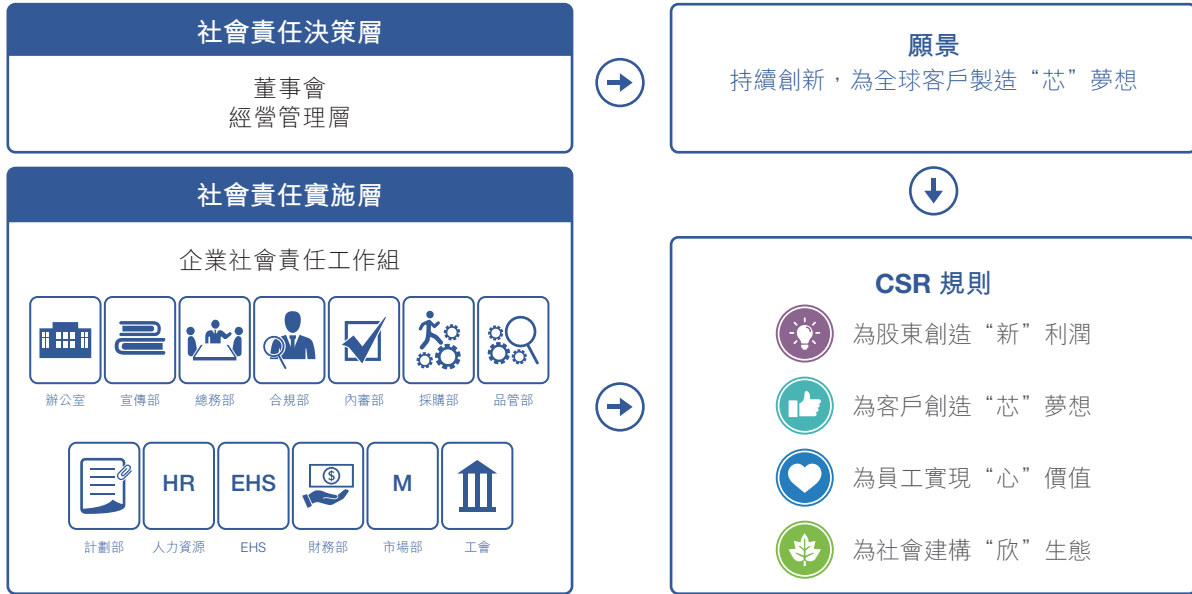 社會責任決策層
董事會
經營管理層
願景
持續創新，為全球客戶製造“芯”夢想
社會責任實施層
企業社會責任工作組
辦公室 宣傳部 總務部 合規部 內審部 採購部 品管部
HR EHS $ M
計劃部 人力資源 EHS 財務部 市場部 工會
CSR 規則
為股東創造“新”利潤
為客戶創造“芯”夢想
為員工實現“心”價值
為社會建構“欣”生態